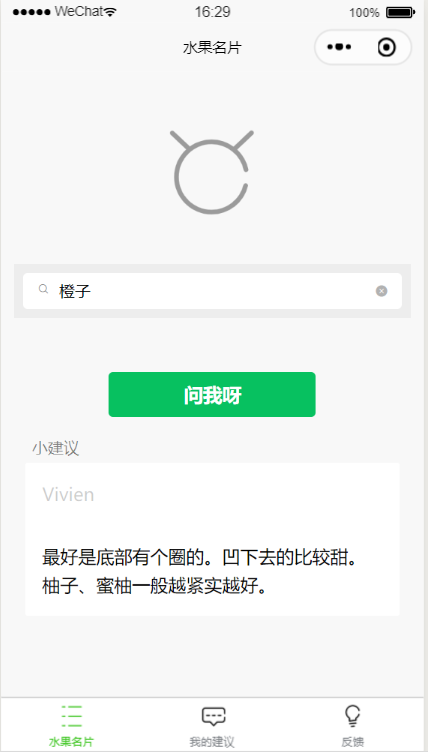 WeChat 16:29 100%
水果名片
橙子
问我呀
小建议
Vivien
最好是底部有个圈的。凹下去的比较甜。
柚子、蜜柚一般越紧实越好。
水果名片 我的建议 反馈